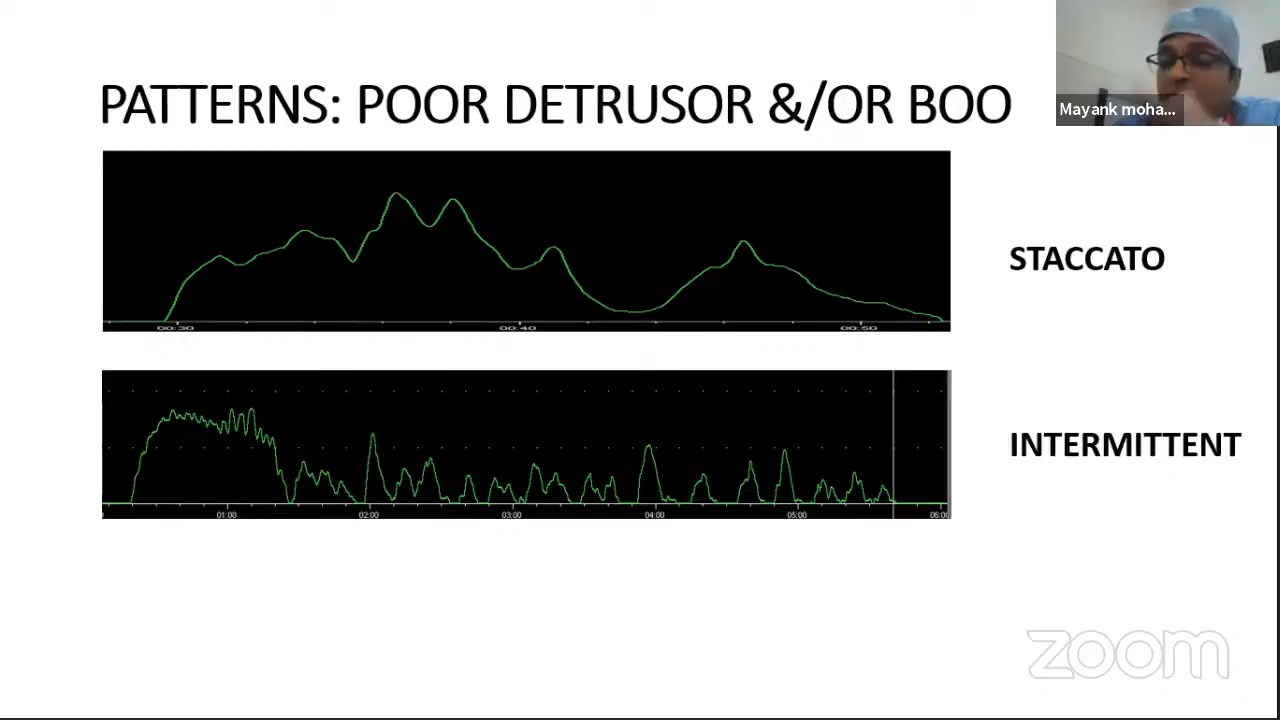 PATTERNS: POOR DETRUSOR &/OR BOO
Mayank moha...
STACCATO
00:30 00:40 00:50
INTERMITTENT
01:00 02:00 03:00 04:00 05:00 06:00
zoom